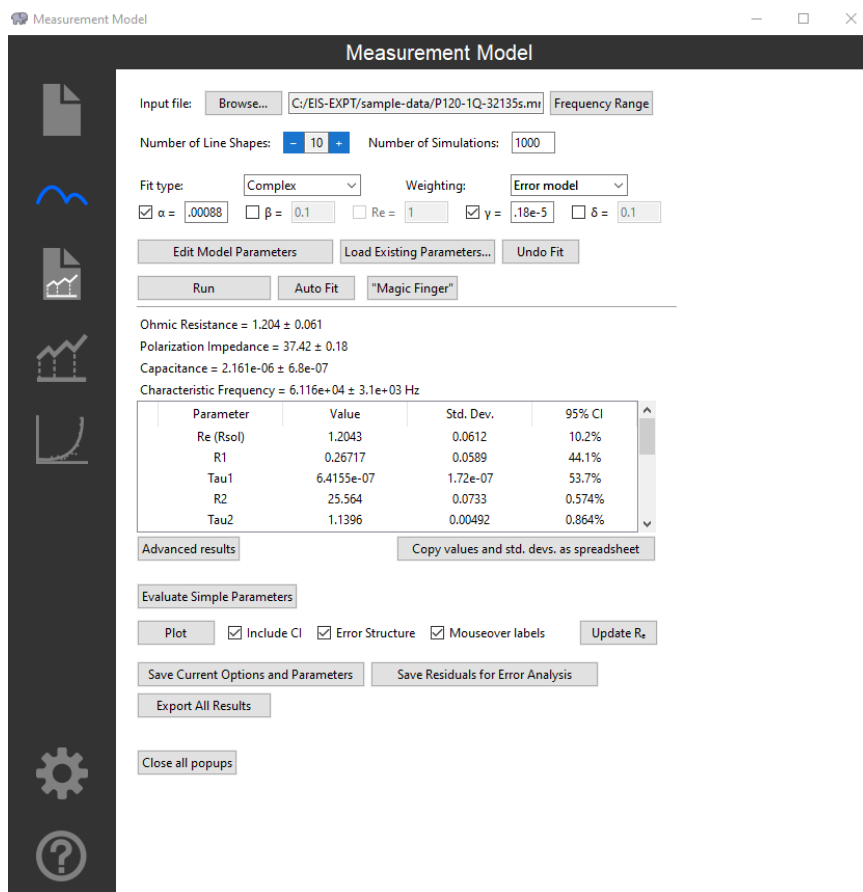 Measurement Model
Measurement Model
Input file: Browse... C:/EIS-EXPT/sample-data/P120-1Q-32135s.mr Frequency Range
Number of Line Shapes: − 10 + Number of Simulations: 1000
Fit type: Complex Weighting: Error model
α = .00088 β = 0.1 Re = 1 γ = .18e-5 δ = 0.1
Edit Model Parameters Load Existing Parameters... Undo Fit
Run Auto Fit "Magic Finger"
Ohmic Resistance = 1.204 ± 0.061
Polarization Impedance = 37.42 ± 0.18
Capacitance = 2.161e-06 ± 6.8e-07
Characteristic Frequency = 6.116e+04 ± 3.1e+03 Hz
Parameter Value Std. Dev. 95% CI
Re (Rsol) 1.2043 0.0612 10.2%
R1 0.26717 0.0589 44.1%
Tau1 6.4155e-07 1.72e-07 53.7%
R2 25.564 0.0733 0.574%
Tau2 1.1396 0.00492 0.864%
Advanced results Copy values and std. devs. as spreadsheet
Evaluate Simple Parameters
Plot Include CI Error Structure Mouseover labels Update Rₑ
Save Current Options and Parameters Save Residuals for Error Analysis
Export All Results
Close all popups